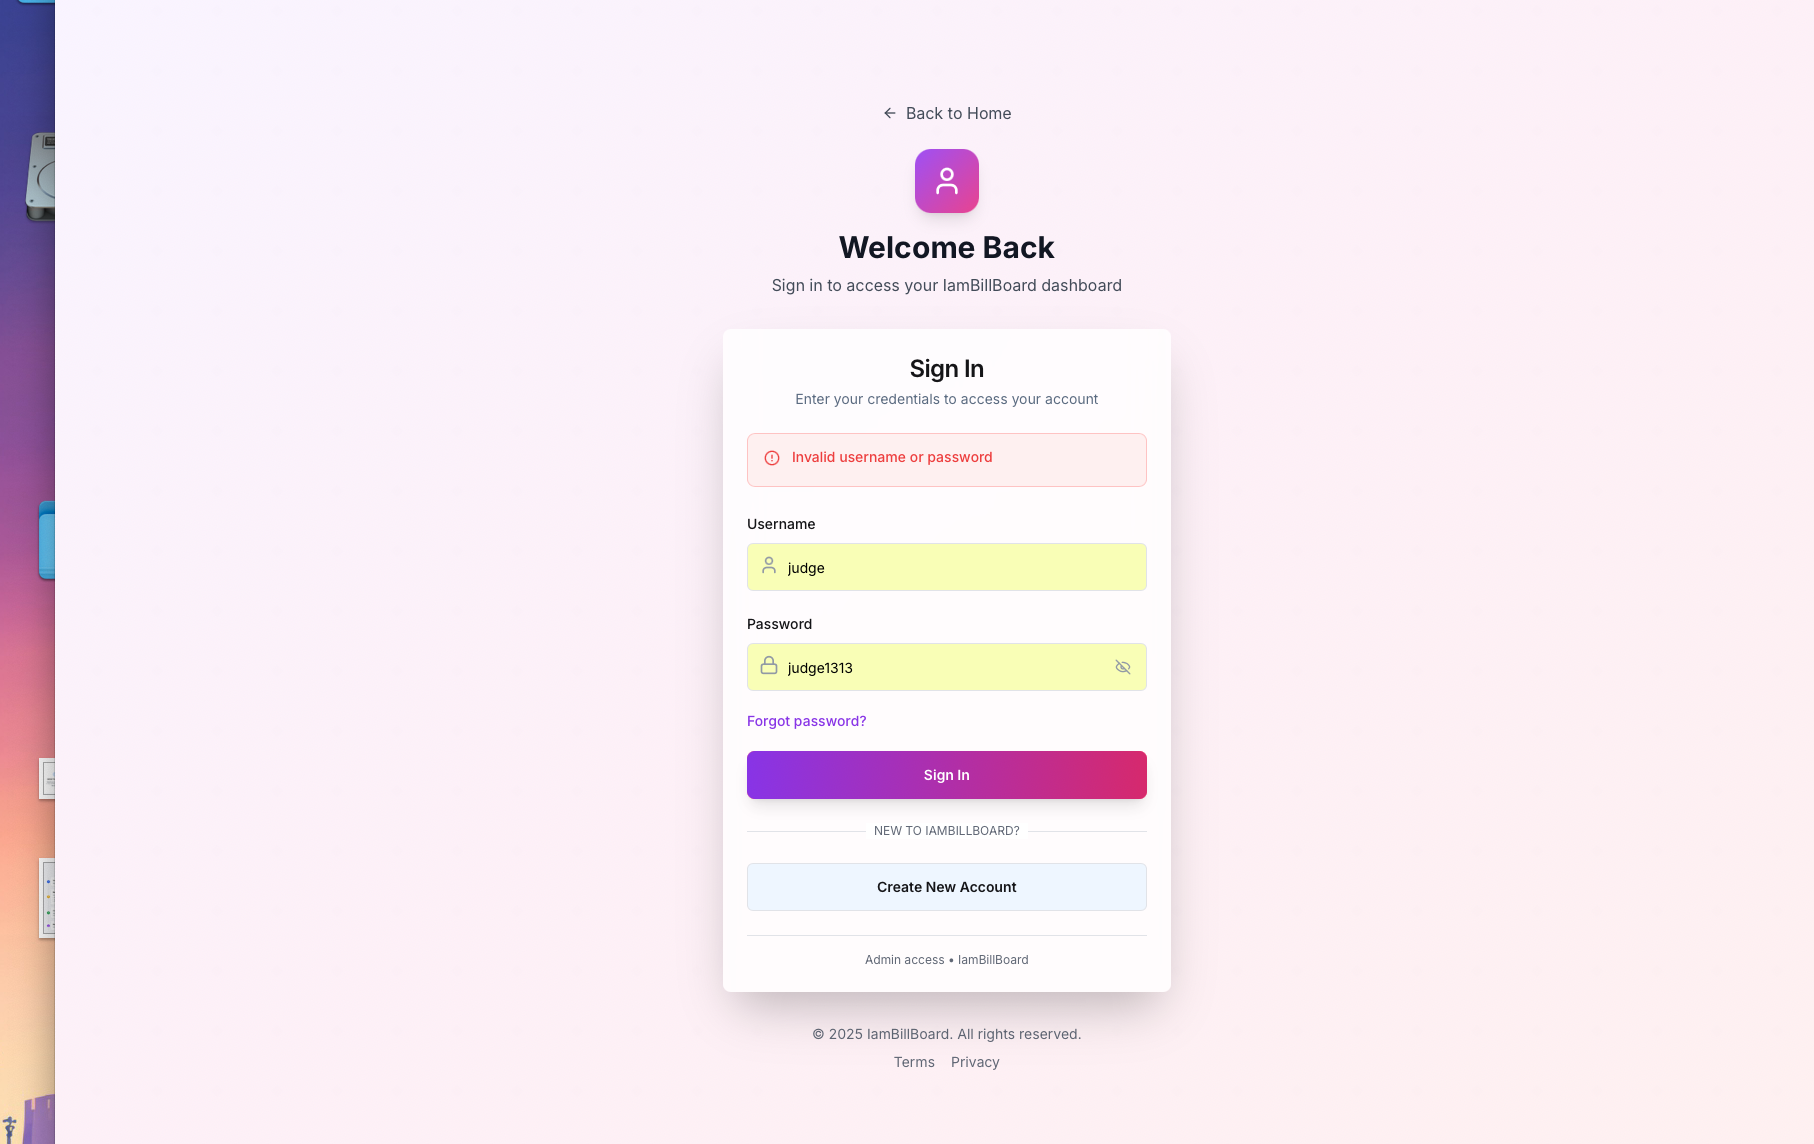 Back to Home
Welcome Back
Sign in to access your IamBillBoard dashboard
Sign In
Enter your credentials to access your account
Invalid username or password
Username
judge
Password
judge1313
Forgot password?
Sign In
NEW TO IAMBILLBOARD?
Create New Account
Admin access • IamBillBoard
© 2025 IamBillBoard. All rights reserved.
Terms Privacy